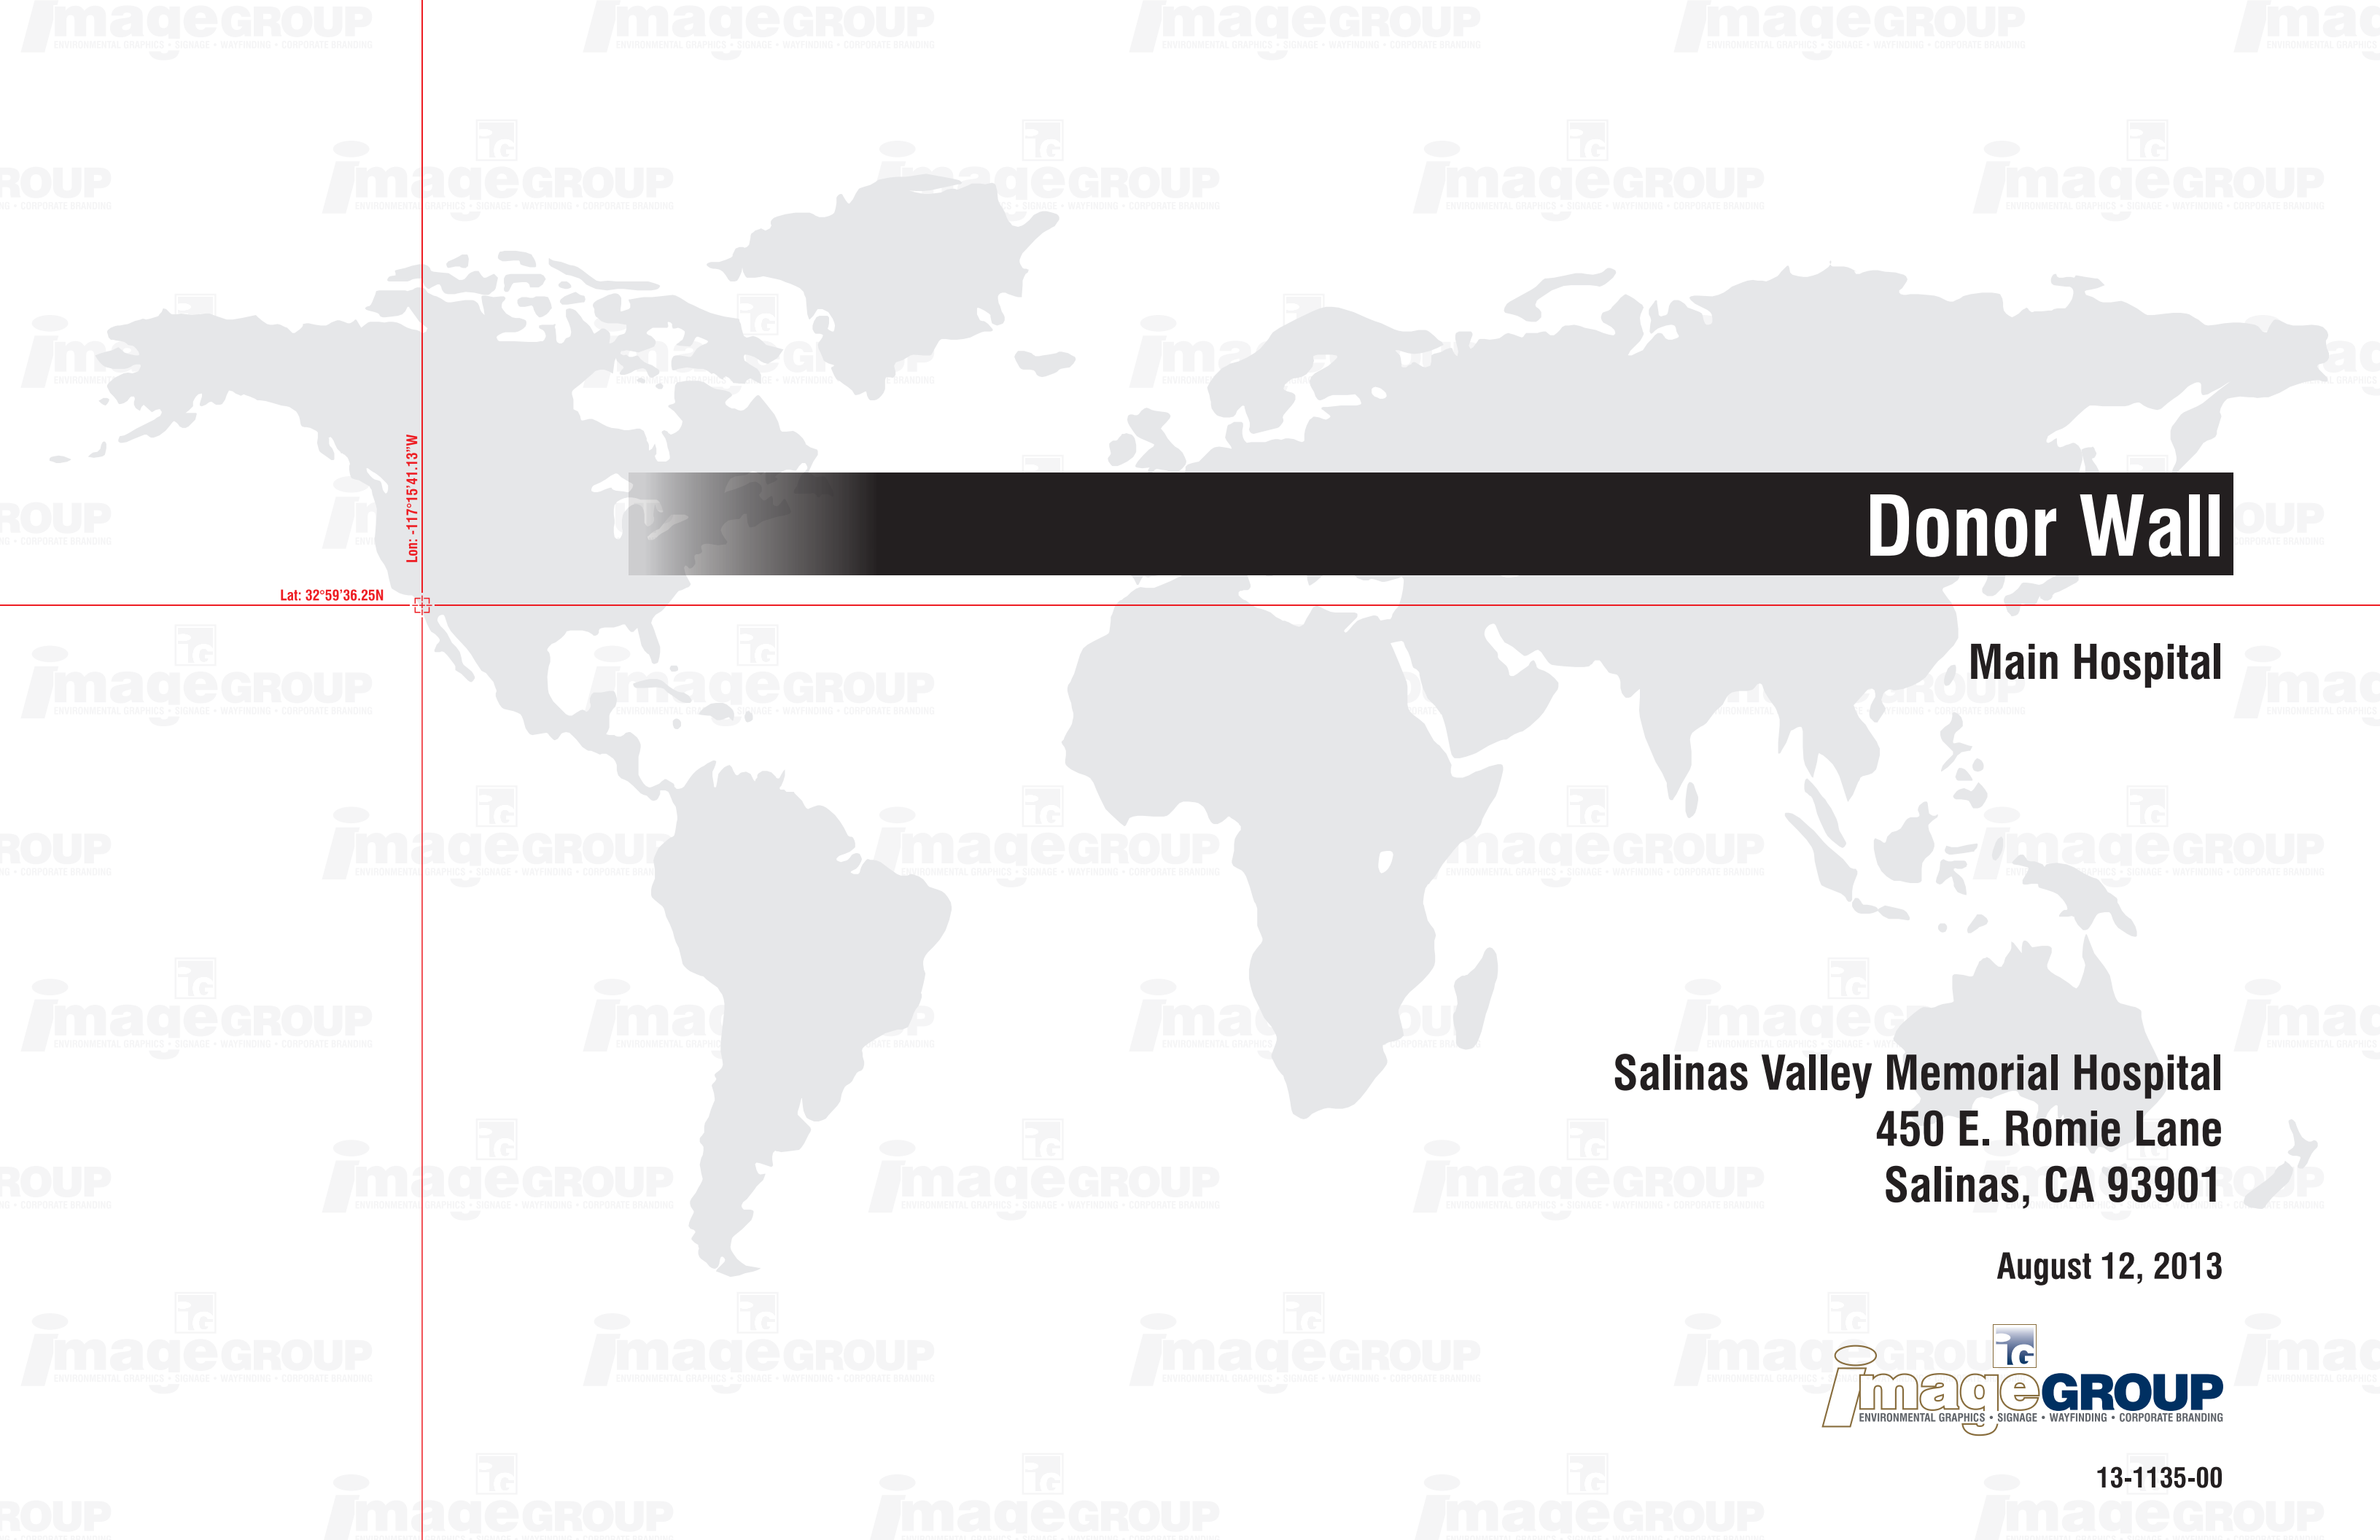 Lon: -117°15'41.13"W
Lat: 32°59'36.25N
Donor Wall
Main Hospital
Salinas Valley Memorial Hospital
450 E. Romie Lane
Salinas, CA 93901
August 12, 2013
iG
imageGROUP
ENVIRONMENTAL GRAPHICS • SIGNAGE • WAYFINDING • CORPORATE BRANDING
13-1135-00